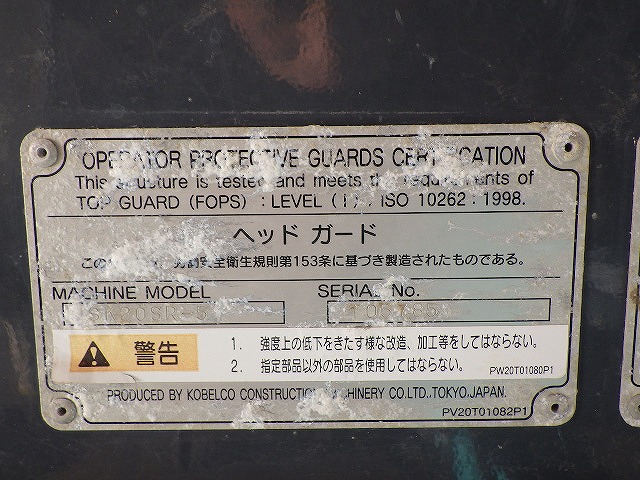 OPERATOR PROTECTIVE GUARDS CERTIFICATION
This structure is tested and meets the requirements of
TOP GUARD (FOPS) : LEVEL (I) : ISO 10262 : 1998.
ヘッド ガード
この 労働安全衛生規則第153条に基づき製造されたものである。
MACHINE MODEL SERIAL No.
SK20SR-5
警告
1. 強度上の低下をきたす様な改造、加工等をしてはならない。
2. 指定部品以外の部品を使用してはならない。
PW20T01080P1
PRODUCED BY KOBELCO CONSTRUCTION MACHINERY CO.LTD.,TOKYO.JAPAN.
PV20T01082P1